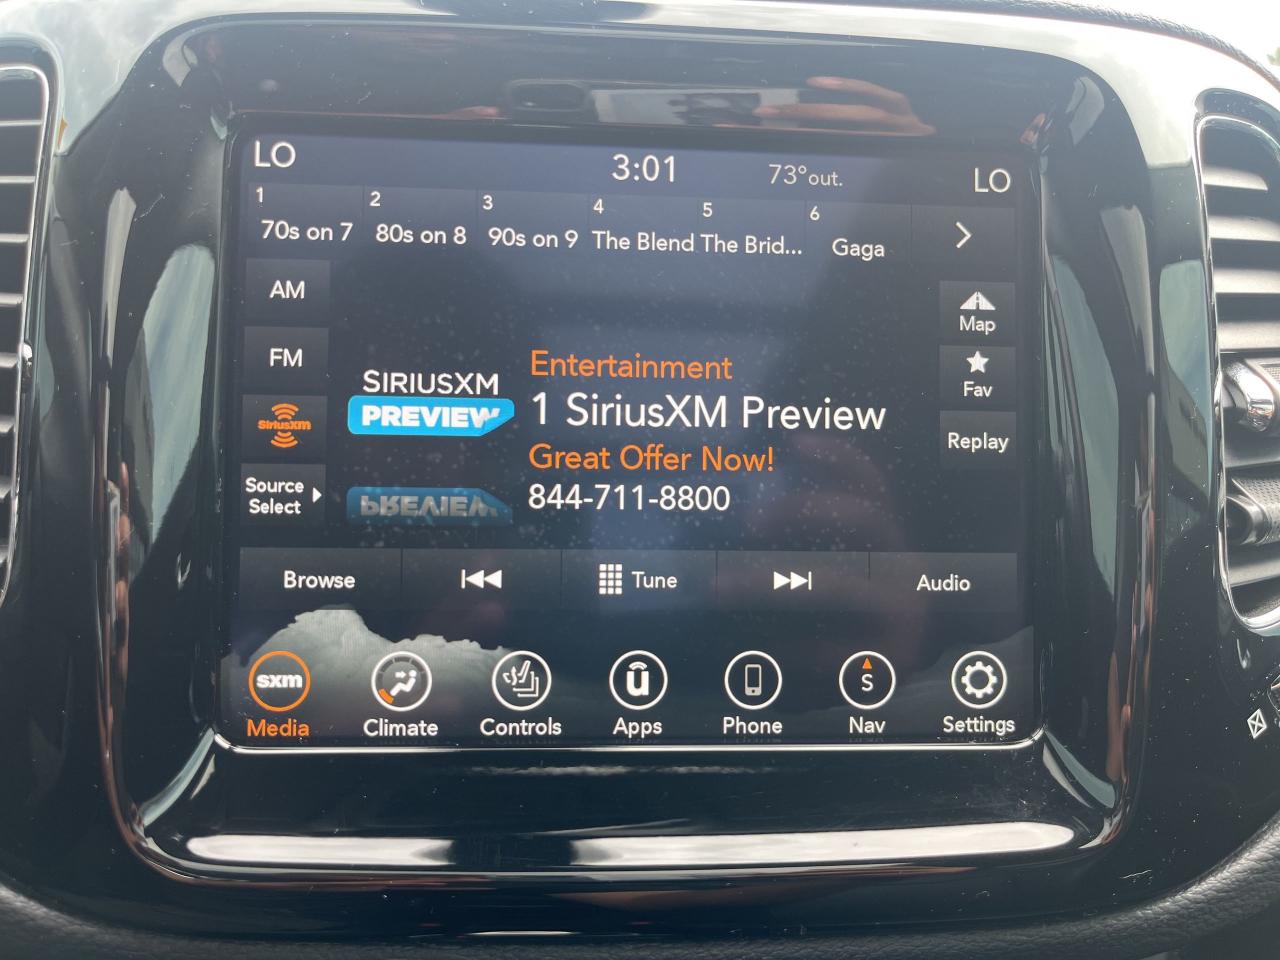 LO 3:01 73°out. LO
1 2 3 4 5 6
70s on 7 80s on 8 90s on 9 The Blend The Brid... Gaga
AM
FM
SiriusXM
Source
Select
SIRIUSXM
PREVIEW
Entertainment
1 SiriusXM Preview
Great Offer Now!
844-711-8800
Map
Fav
Replay
Browse Tune Audio
sxm
Media
Climate
Controls
Apps
Phone
S
Nav
Settings